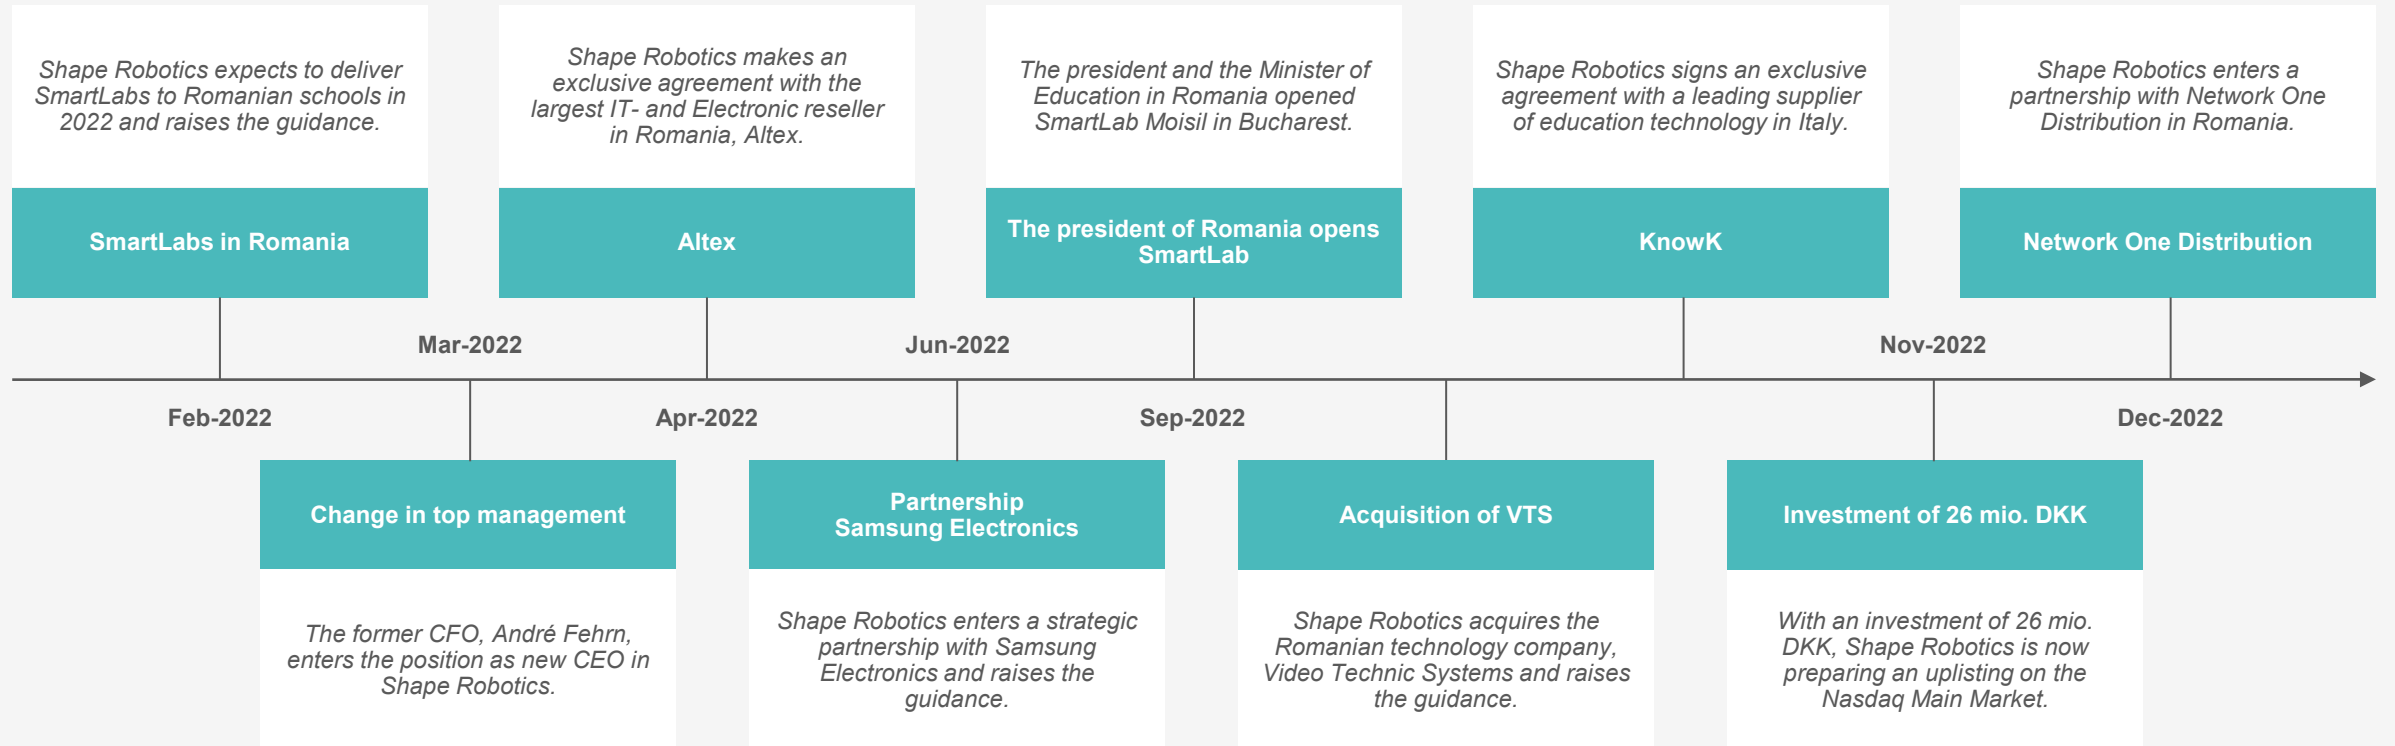 Shape Robotics expects to deliver
SmartLabs to Romanian schools in
2022 and raises the guidance.
SmartLabs in Romania
Shape Robotics makes an
exclusive agreement with the
largest IT- and Electronic reseller
in Romania, Altex.
Altex
The president and the Minister of
Education in Romania opened
SmartLab Moisil in Bucharest.
The president of Romania opens
SmartLab
Shape Robotics signs an exclusive
agreement with a leading supplier
of education technology in Italy.
KnowK
Shape Robotics enters a
partnership with Network One
Distribution in Romania.
Network One Distribution
Mar-2022
Jun-2022
Nov-2022
Feb-2022
Apr-2022
Sep-2022
Dec-2022
Change in top management
The former CFO, André Fehrn,
enters the position as new CEO in
Shape Robotics.
Partnership
Samsung Electronics
Shape Robotics enters a strategic
partnership with Samsung
Electronics and raises the
guidance.
Acquisition of VTS
Shape Robotics acquires the
Romanian technology company,
Video Technic Systems and raises
the guidance.
Investment of 26 mio. DKK
With an investment of 26 mio.
DKK, Shape Robotics is now
preparing an uplisting on the
Nasdaq Main Market.